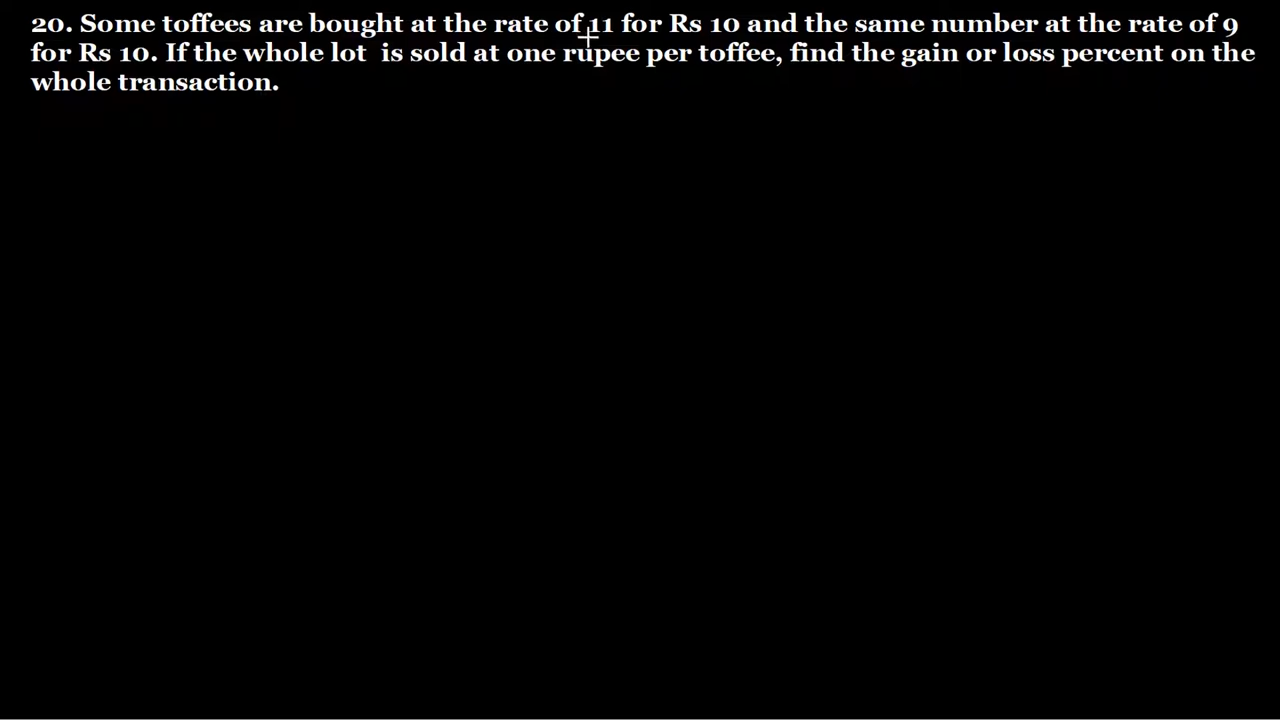 20. Some toffees are bought at the rate of 11 for Rs 10 and the same number at the rate of 9
for Rs 10. If the whole lot  is sold at one rupee per toffee, find the gain or loss percent on the
whole transaction.